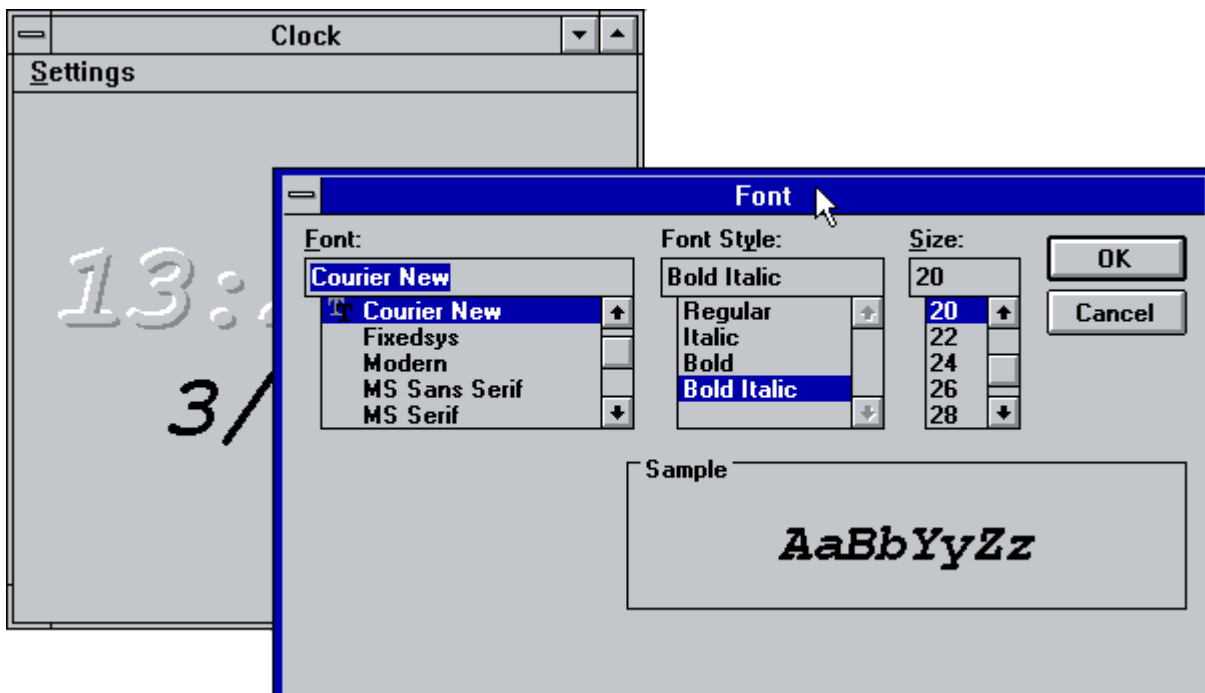 Clock
Settings
13:
3/
Font
Font:
Courier New
Courier New
Fixedsys
Modern
MS Sans Serif
MS Serif
Font Style:
Bold Italic
Regular
Italic
Bold
Bold Italic
Size:
20
20
22
24
26
28
OK
Cancel
Sample
AaBbYyZz